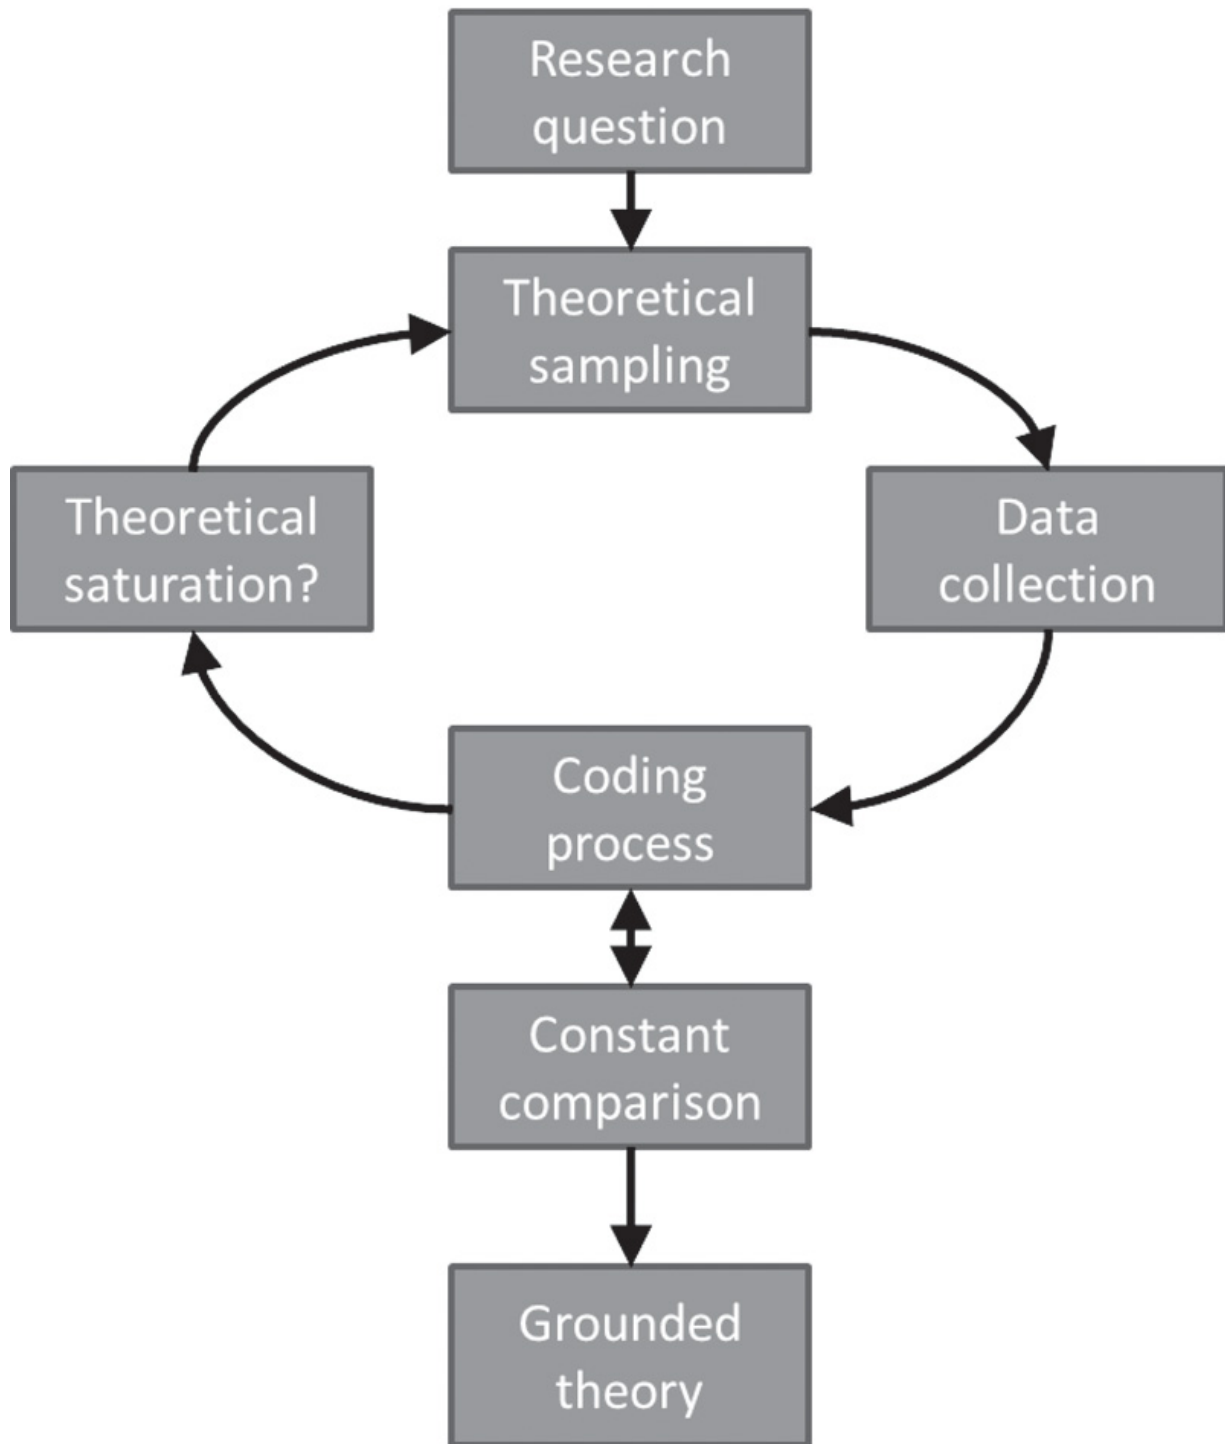 Research
question
Theoretical
sampling
Theoretical
saturation?
Data
collection
Coding
process
Constant
comparison
Grounded
theory